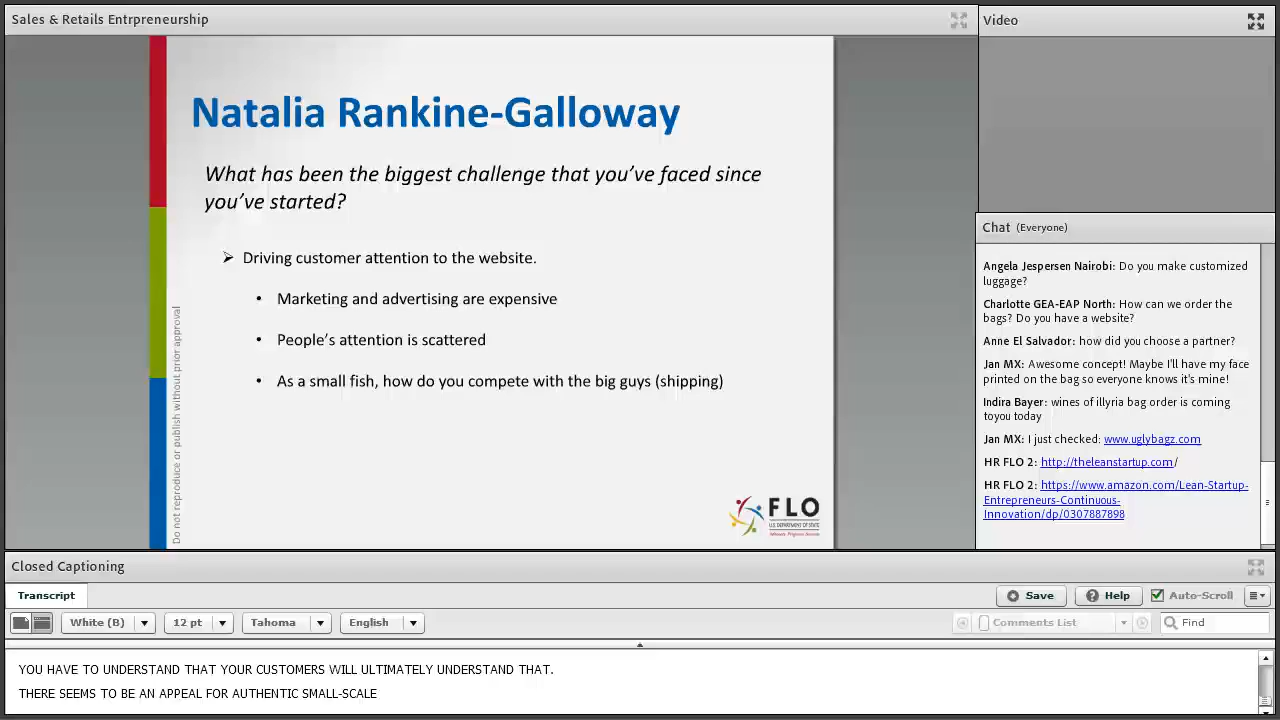 Sales & Retails Entrpreneurship
Video
Natalia Rankine-Galloway
What has been the biggest challenge that you've faced since
you've started?
➢ Driving customer attention to the website.
• Marketing and advertising are expensive
• People's attention is scattered
• As a small fish, how do you compete with the big guys (shipping)
Do not reproduce or publish without prior approval
FLO
U.S. DEPARTMENT OF STATE
Chat (Everyone)
Angela Jespersen Nairobi: Do you make customized
luggage?
Charlotte GEA-EAP North: How can we order the
bags? Do you have a website?
Anne El Salvador: how did you choose a partner?
Jan MX: Awesome concept! Maybe I'll have my face
printed on the bag so everyone knows it's mine!
Indira Bayer: wines of illyria bag order is coming
toyou today
Jan MX: I just checked: www.uglybagz.com
HR FLO 2: http://theleanstartup.com/
HR FLO 2: https://www.amazon.com/Lean-Startup-
Entrepreneurs-Continuous-
Innovation/dp/0307887898
Closed Captioning
Transcript
Save
Help
Auto-Scroll
White (B)
12 pt
Tahoma
English
Comments List
Find
YOU HAVE TO UNDERSTAND THAT YOUR CUSTOMERS WILL ULTIMATELY UNDERSTAND THAT.
THERE SEEMS TO BE AN APPEAL FOR AUTHENTIC SMALL-SCALE